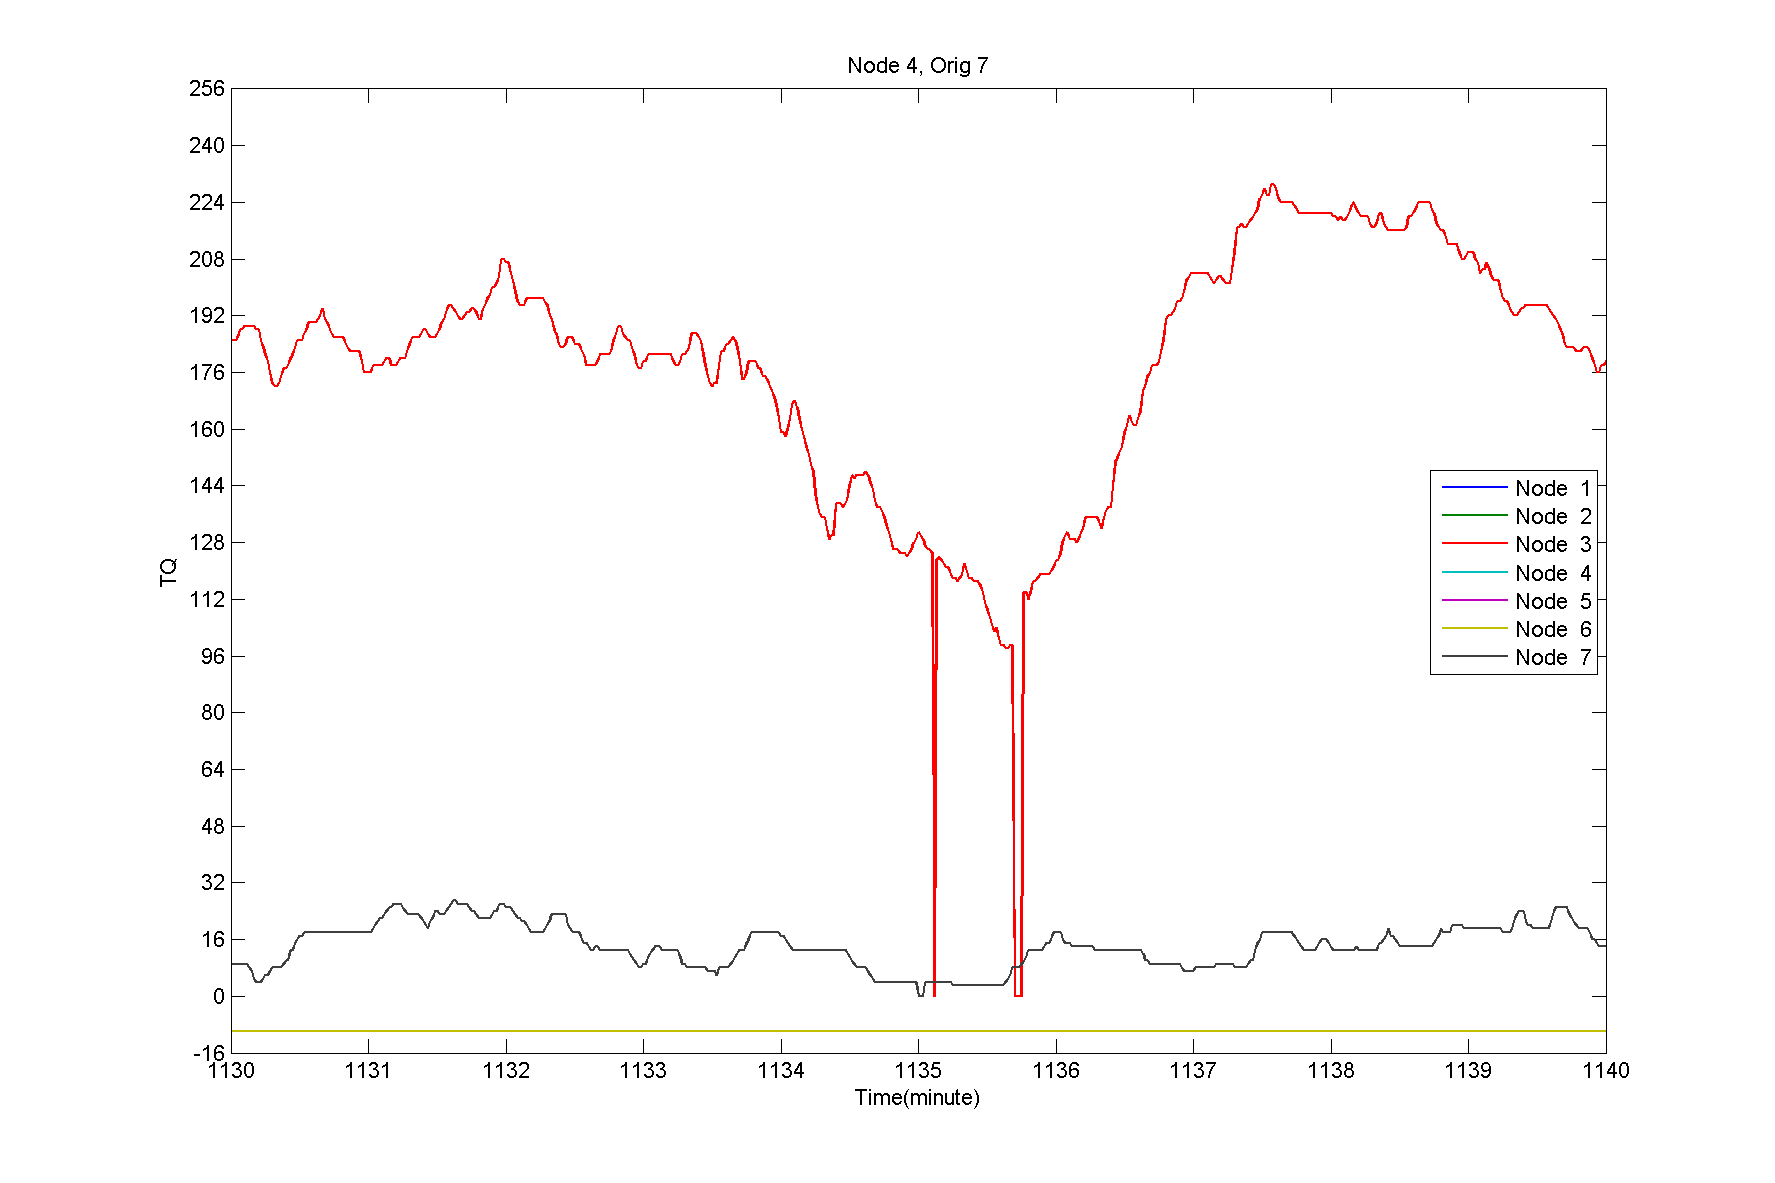 Node 4, Orig 7
256
240
224
208
192
176
160
144
128
112
96
80
64
48
32
16
0
-16
TQ
Node 1
Node 2
Node 3
Node 4
Node 5
Node 6
Node 7
1130 1131 1132 1133 1134 1135 1136 1137 1138 1139 1140
Time(minute)